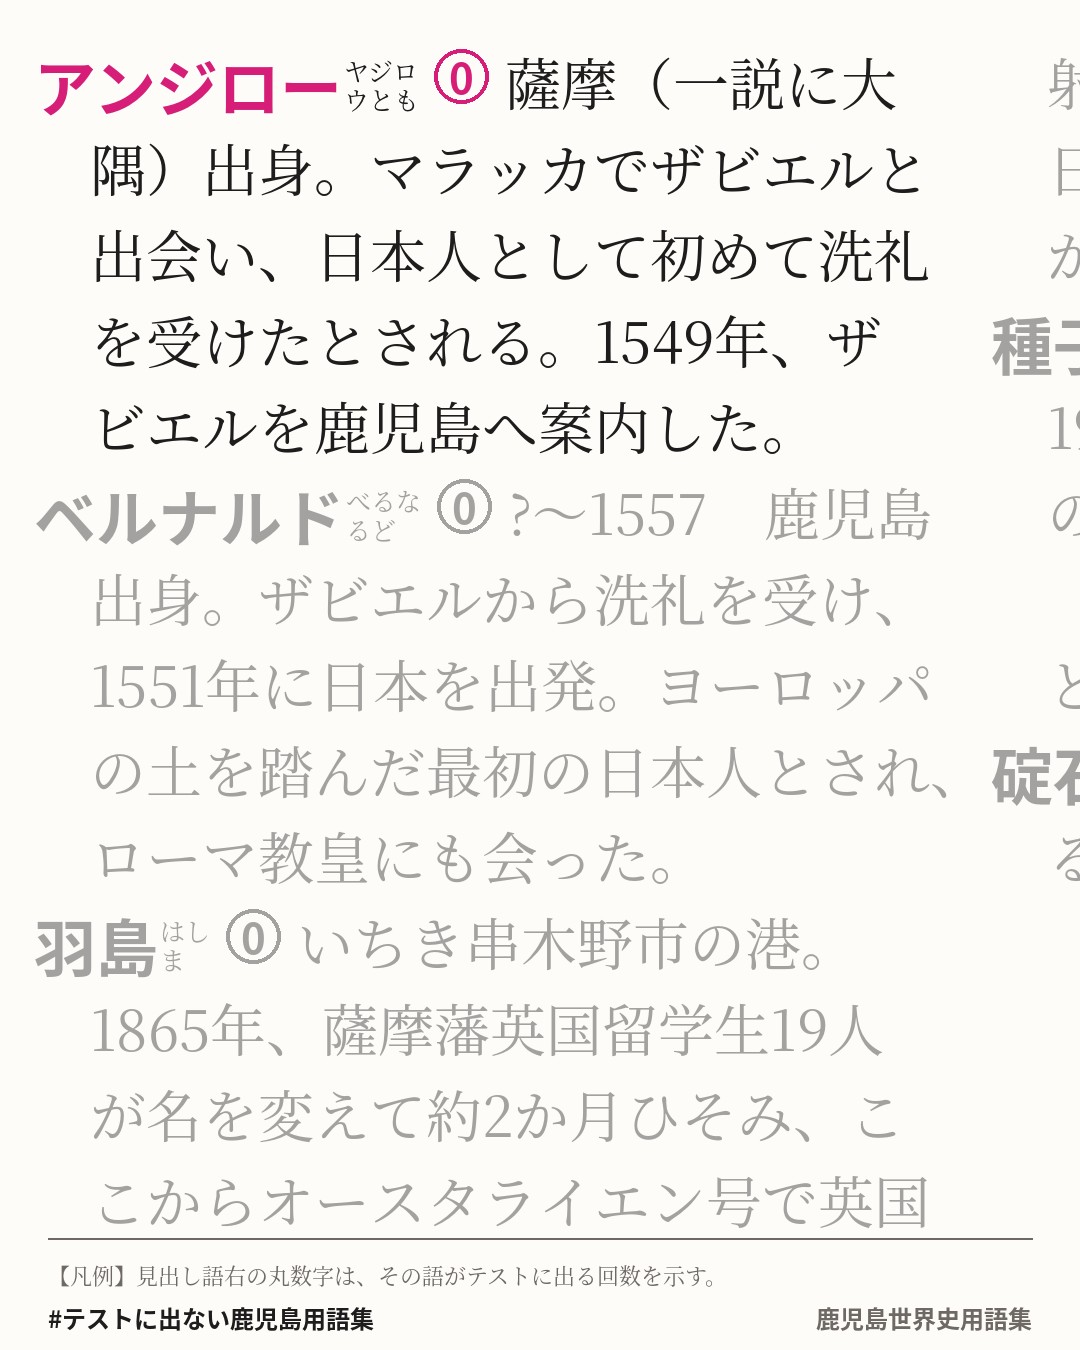 アンジロー ヤジロウとも ⓪ 薩摩（一説に大
隅）出身。マラッカでザビエルと
出会い、日本人として初めて洗礼
を受けたとされる。1549年、ザ
ビエルを鹿児島へ案内した。
ベルナルド べるなるど ⓪ ?〜1557　鹿児島
出身。ザビエルから洗礼を受け、
1551年に日本を出発。ヨーロッパ
の土を踏んだ最初の日本人とされ、
ローマ教皇にも会った。
羽島 はしま ⓪ いちき串木野市の港。
1865年、薩摩藩英国留学生19人
が名を変えて約2か月ひそみ、こ
こからオースタライエン号で英国
射
日
か
種子
19
の
と
碇石
る
【凡例】見出し語右の丸数字は、その語がテストに出る回数を示す。
#テストに出ない鹿児島用語集
鹿児島世界史用語集